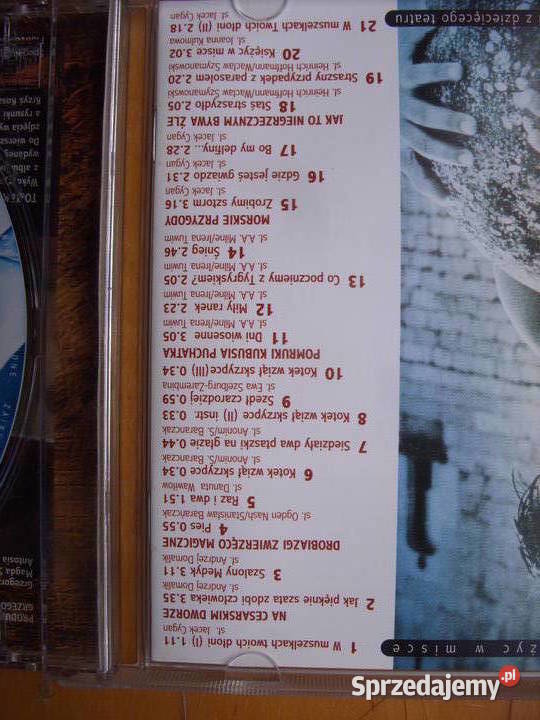 1 W muszelkach twoich dłoni (I) 1.11
sł. Jacek Cygan
NA CESARSKIM DWORZE
2 Jak pięknie szata zdobi człowieka 3.35
sł. Andrzej Domalik
3 Szalony Medyk 3.11
sł. Andrzej Domalik
DROBIAZGI ZWIERZĘCO MAGICZNE
4 Pies 0.55
sł. Ogden Nash/Stanisław Barańczak
5 Raz i dwa 1.51
sł. Danuta Wawiłow
6 Kotek wziął skrzypce 0.34
sł. Anonim/S. Barańczak
7 Siedziały dwa ptaszki na głazie 0.44
sł. Anonim/S. Barańczak
8 Kotek wziął skrzypce (II) instr. 0.33
9 Szedł czarodziej 0.59
sł. Ewa Szelburg-Zarembina
10 Kotek wziął skrzypce (III) 0.34
POMRUKI KUBUSIA PUCHATKA
11 Dni wiosenne 3.05
sł. A.A. Milne/Irena Tuwim
12 Miły ranek 2.23
sł. A.A. Milne/Irena Tuwim
13 Co poczniemy z Tygryskiem? 2.05
sł. A.A. Milne/Irena Tuwim
14 Śnieg 2.46
sł. A.A. Milne/Irena Tuwim
MORSKIE PRZYGODY
15 Zrobimy sztorm 3.16
sł. Jacek Cygan
16 Gdzie jesteś gwiazdo 2.31
sł. Jacek Cygan
17 Bo my delfiny... 2.28
sł. Jacek Cygan
JAK TO NIEGRZECZNYM BYWA ŹLE
18 Staś straszydło 2.05
sł. Heinrich Hoffmann/Wacław Szymanowski
19 Straszny przypadek z parasolem 2.20
sł. Heinrich Hoffmann/Wacław Szymanowski
20 Księżyc w misce 3.02
sł. Joanna Kulmowa
21 W muszelkach Twoich dłoni (II) 2.18
sł. Jacek Cygan
życ w misce
z dziecięcego teatru
PRODU
GRZEGO
Grzegorz
Magda
Antosia
Sprzedajemy.pl